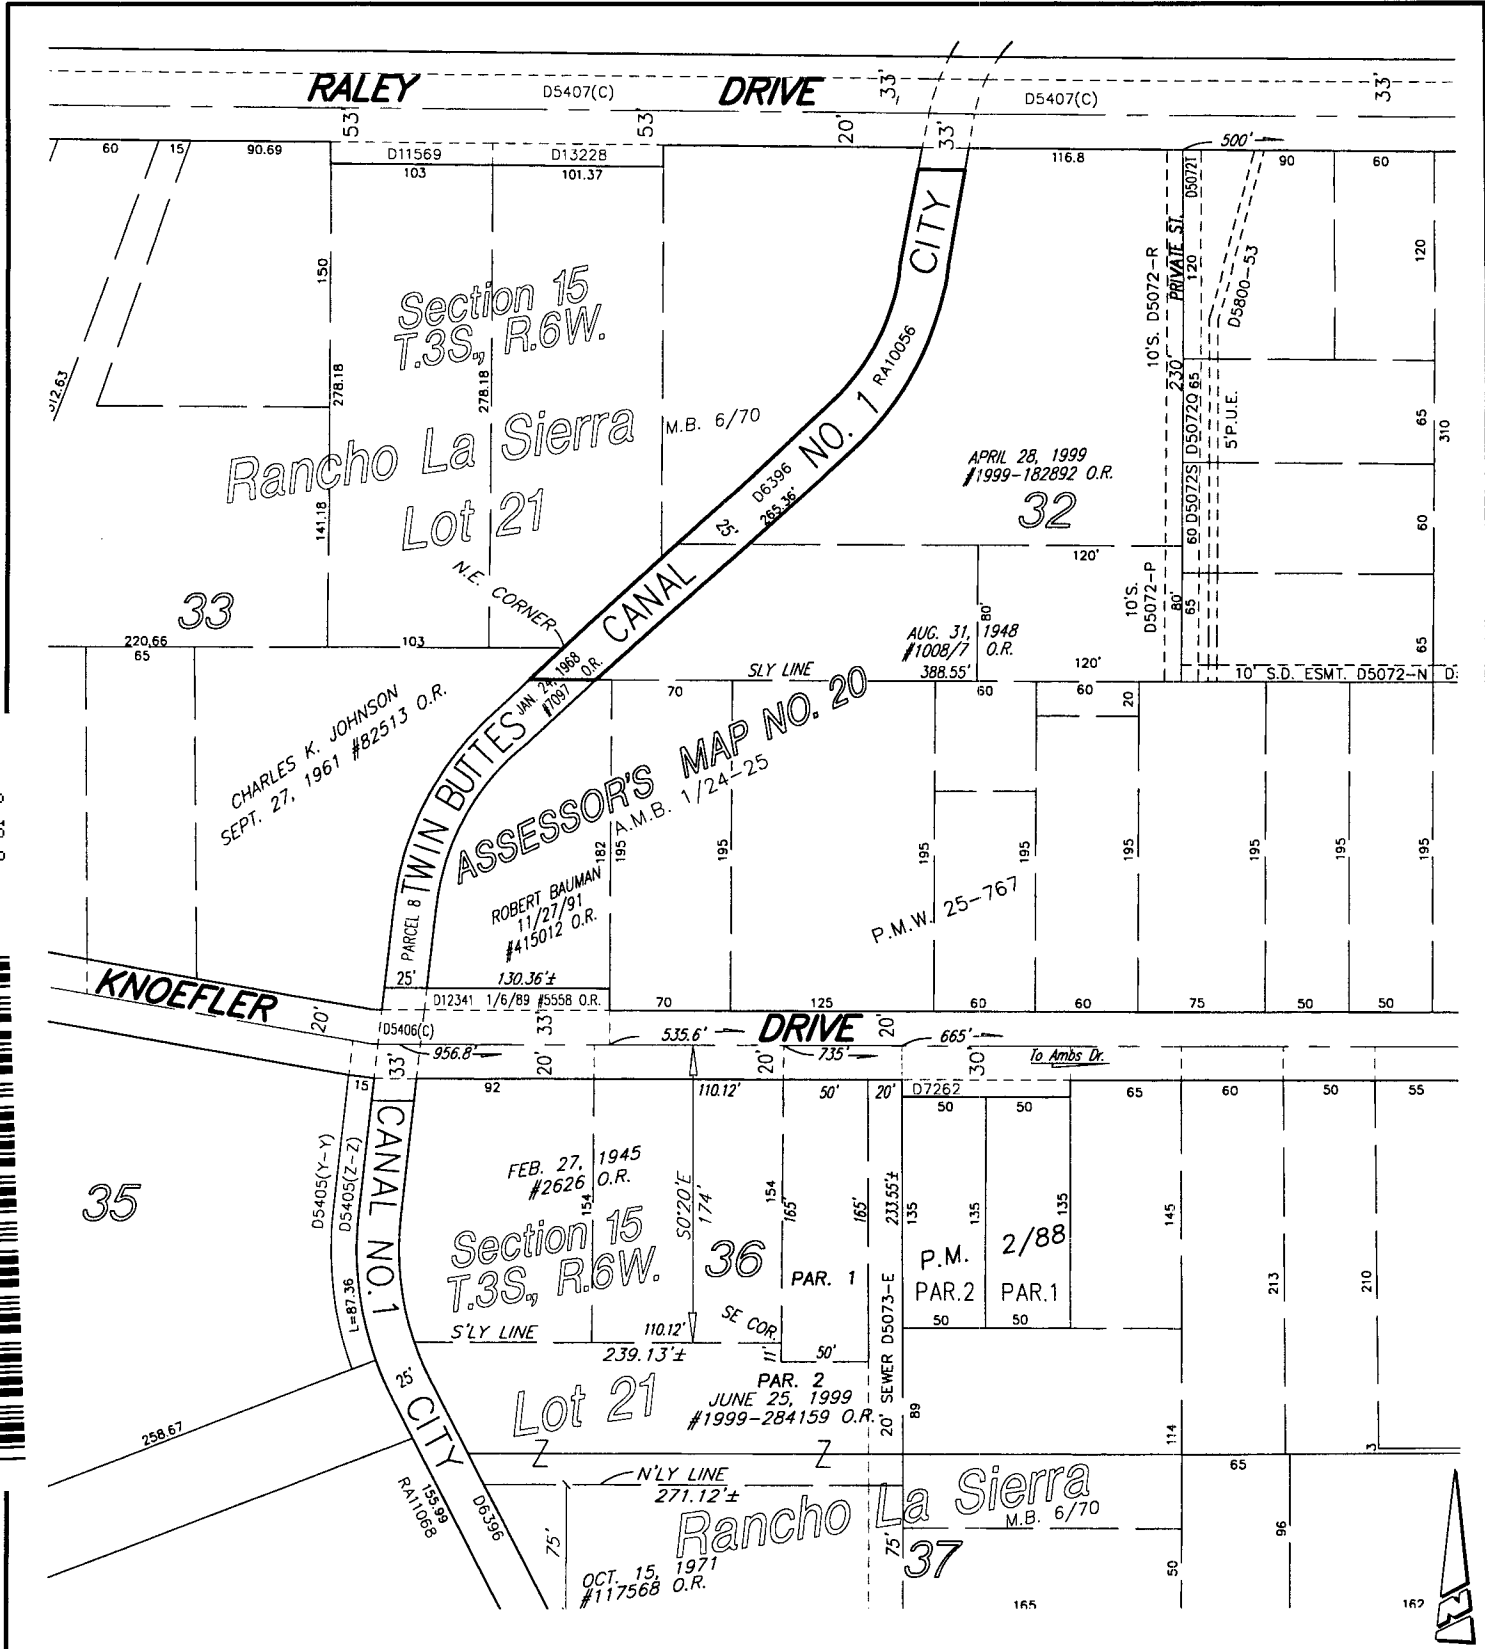 RALEY DRIVE
D5407(C)
D5407(C)
53'
53'
33'
20'
33'
33'
60
15
90.69
D11569
103
D13228
101.37
116.8
500'
90
60
150
278.18
278.18
141.18
Section 15
T.3S., R.6W.
Rancho La Sierra
M.B. 6/70
Lot 21
N.E. CORNER
33
220.66
65
103
CITY
RA10056
NO. 1
D6396
265.36'
25'
CANAL
JAN. 24, 1968
#7097 O.R.
TWIN BUTTES
PARCEL 8
25'
APRIL 28, 1999
#1999-182892 O.R.
32
120'
80'
AUG. 31, 1948
#1008/7 O.R.
SLY LINE
388.55'
120'
10'S. D5072-R
PRIVATE ST.
230'
120
D5072T
65
D5072Q
D5072S
60
10'S.
D5072-P
80'
65
D5800-53
5'P.U.E.
120
65
310
60
65
10' S.D. ESMT. D5072-N
CHARLES K. JOHNSON
SEPT. 27, 1961 #82513 O.R.
ASSESSOR'S MAP NO. 20
A.M.B. 1/24-25
ROBERT BAUMAN
11/27/91
#415012 O.R.
130.36'±
D12341 1/6/89 #5558 O.R.
182
195
70
195
60
60
20
195
195
195
195
195
195
P.M.W. 25-767
70
125
60
60
75
50
50
KNOEFLER DRIVE
20'
D5406(C)
33'
33'
956.8'
20'
535.6'
20'
735'
20'
665'
30'
To Ambs Dr.
15
92
110.12'
50'
20'
D7262
50
50
65
60
50
55
CANAL NO.1
D5405(Y-Y)
D5405(Z-Z)
L=87.36
35
FEB. 27, 1945
#2626 O.R.
154
S0°20'E
174'
154
165'
165'
233.55'±
135
135
135
145
213
210
Section 15
T.3S., R.6W.
36
PAR. 1
P.M. 2/88
PAR.2
PAR.1
50
50
SE COR.
S'LY LINE
110.12'
239.13'±
11'
50'
PAR. 2
JUNE 25, 1999
#1999-284159 O.R.
20' SEWER D5073-E
89
114
3
Lot 21
25'
CITY
258.67
155.99
RA11068
D6396
Z
Z
N'LY LINE
271.12'±
65
Rancho La Sierra
M.B. 6/70
75'
75'
37
OCT. 15, 1971
#117568 O.R.
50
96
165
162